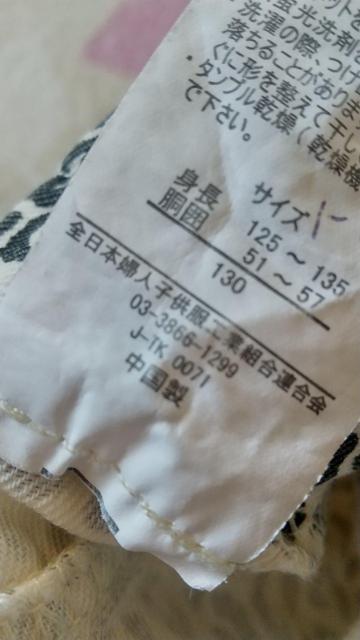 蛍光洗剤
洗濯の際、つけ
落ちることがありま
ぐに形を整えて干し
・タンブル乾燥(乾燥機
で下さい。
サイズ
身長 125～135
胴囲 51～57
130
全日本婦人子供服工業組合連合会
03-3866-1299
J-TK 0071
中国製